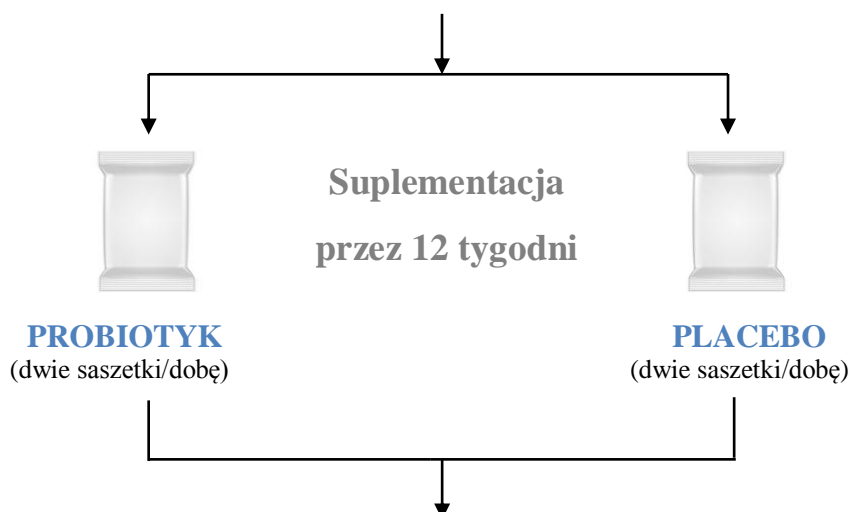 Suplementacja
przez 12 tygodni
PROBIOTYK
(dwie saszetki/dobę)
PLACEBO
(dwie saszetki/dobę)